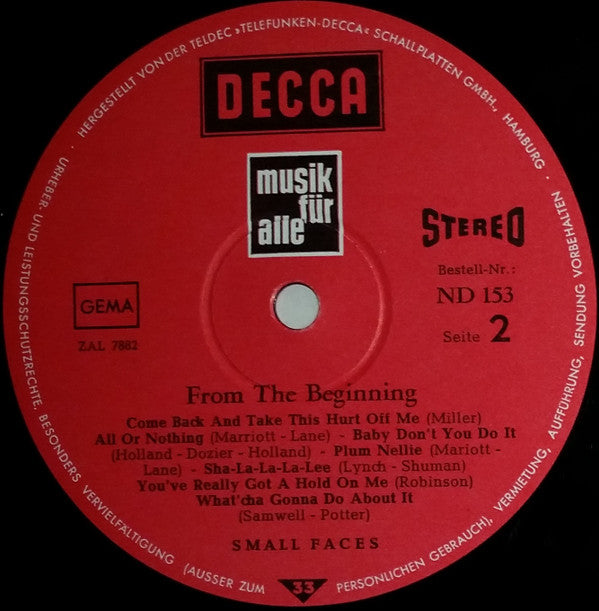 · HERGESTELLT VON DER TELDEC »TELEFUNKEN-DECCA« SCHALLPLATTEN GMBH., HAMBURG ·
DECCA
musik
für
alle
STEREO
Bestell-Nr.:
ND 153
Seite 2
GEMA
ZAL 7882
From The Beginning
Come Back And Take This Hurt Off Me (Miller)
All Or Nothing (Marriott - Lane) - Baby Don't You Do It
(Holland - Dozier - Holland) - Plum Nellie (Mariott -
Lane) - Sha-La-La-La-Lee (Lynch - Shuman)
You've Really Got A Hold On Me (Robinson)
What'cha Gonna Do About It
(Samwell - Potter)
SMALL FACES
33
URHEBER- UND LEISTUNGSSCHUTZRECHTE, BESONDERS VERVIELFÄLTIGUNG (AUSSER ZUM PERSÖNLICHEN GEBRAUCH), VERMIETUNG, AUFFÜHRUNG, SENDUNG VORBEHALTEN